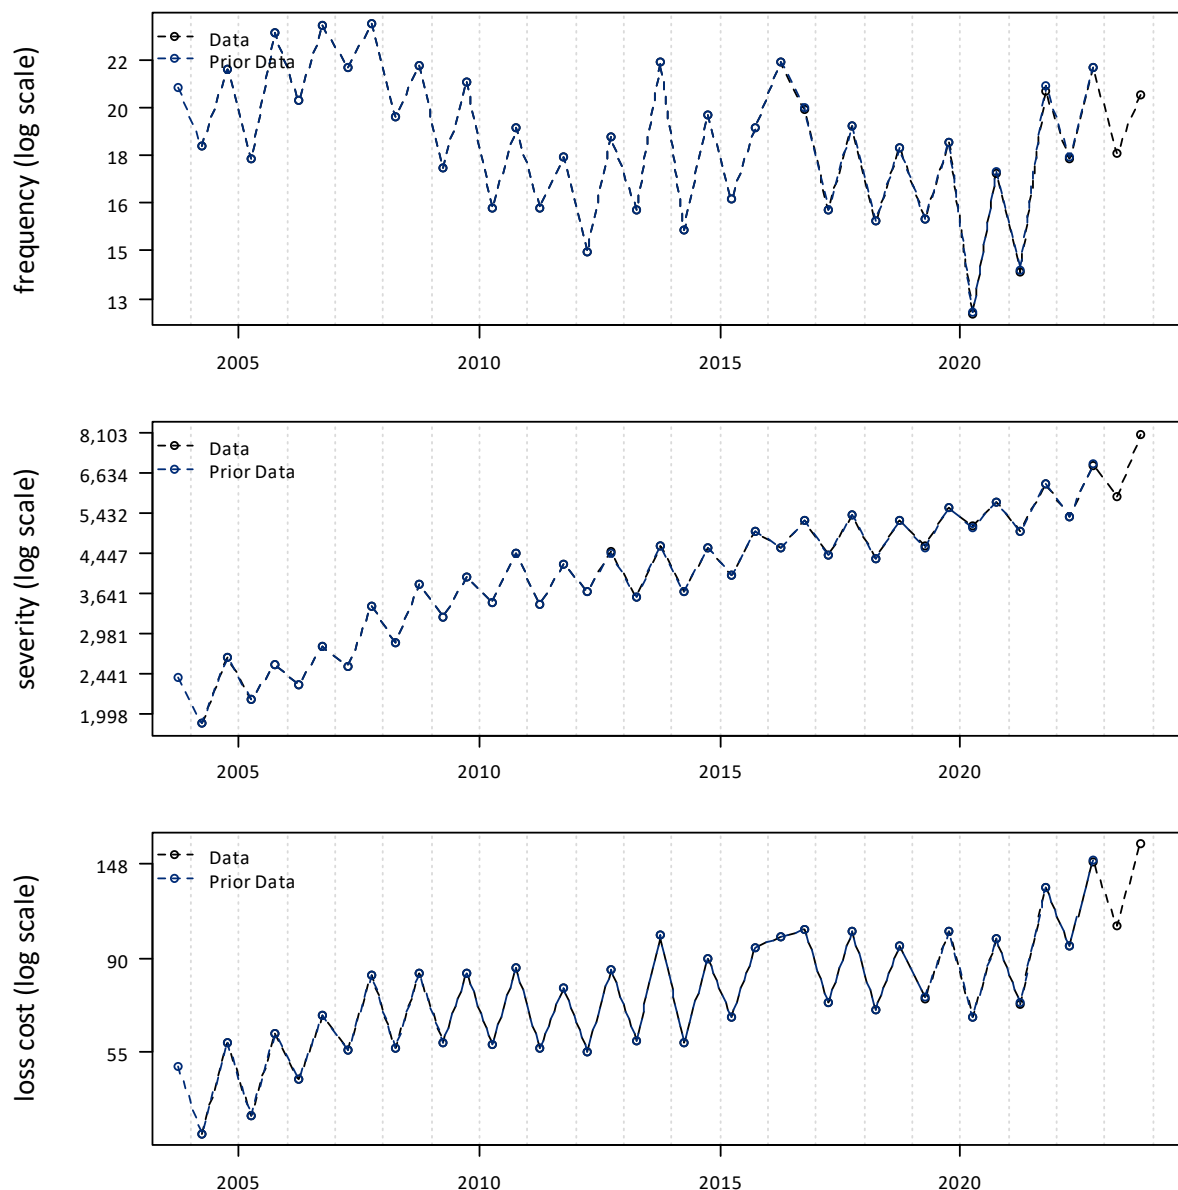 frequency (log scale)
Data
Prior Data
22
20
18
16
15
13
2005 2010 2015 2020
severity (log scale)
Data
Prior Data
8,103
6,634
5,432
4,447
3,641
2,981
2,441
1,998
2005 2010 2015 2020
loss cost (log scale)
Data
Prior Data
148
90
55
2005 2010 2015 2020